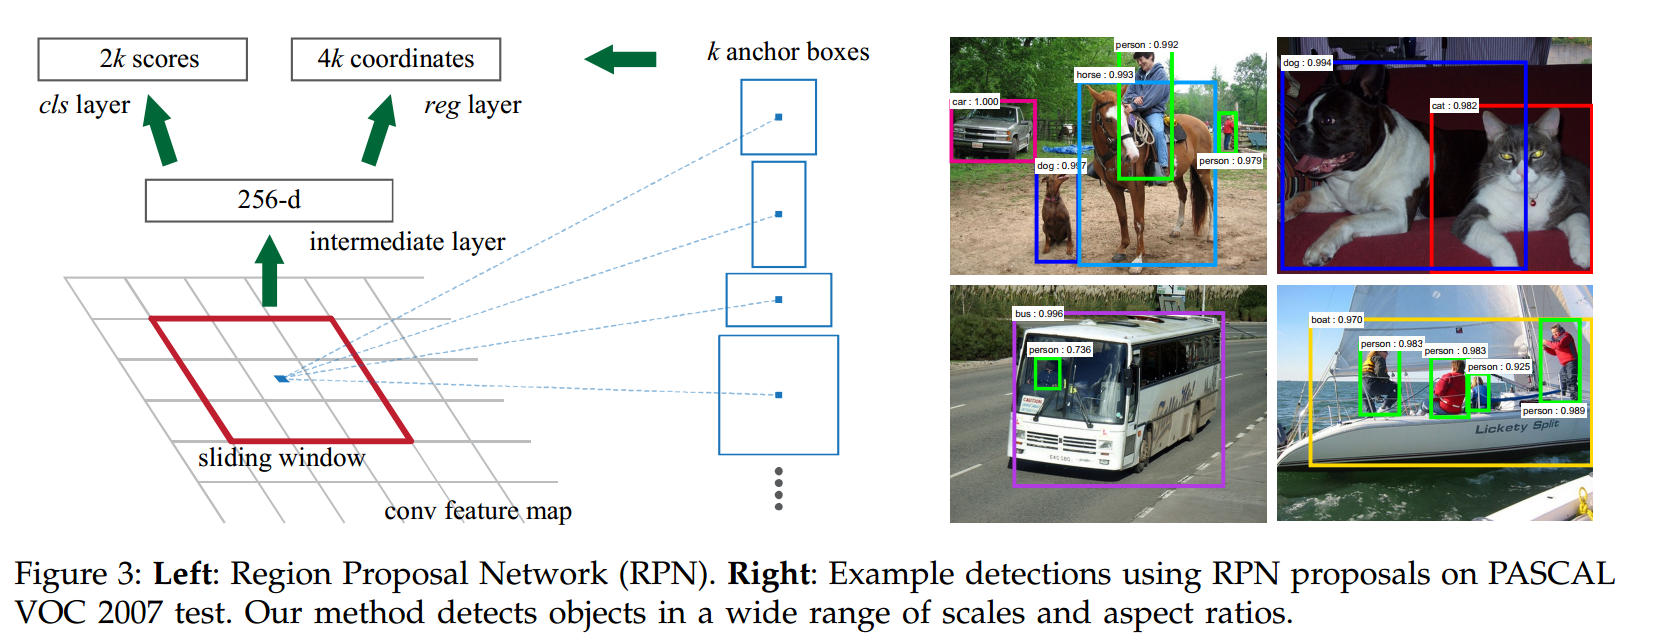 2k scores
4k coordinates
k anchor boxes
cls layer
reg layer
256-d
intermediate layer
sliding window
conv feature map
person : 0.992
horse : 0.993
car : 1.000
dog : 0.997
person : 0.979
dog : 0.994
cat : 0.982
bus : 0.996
person : 0.736
CAUTION
boat : 0.970
person : 0.983
person : 0.983
person : 0.925
person : 0.989
Lickety Split
Figure 3: Left: Region Proposal Network (RPN). Right: Example detections using RPN proposals on PASCAL
VOC 2007 test. Our method detects objects in a wide range of scales and aspect ratios.